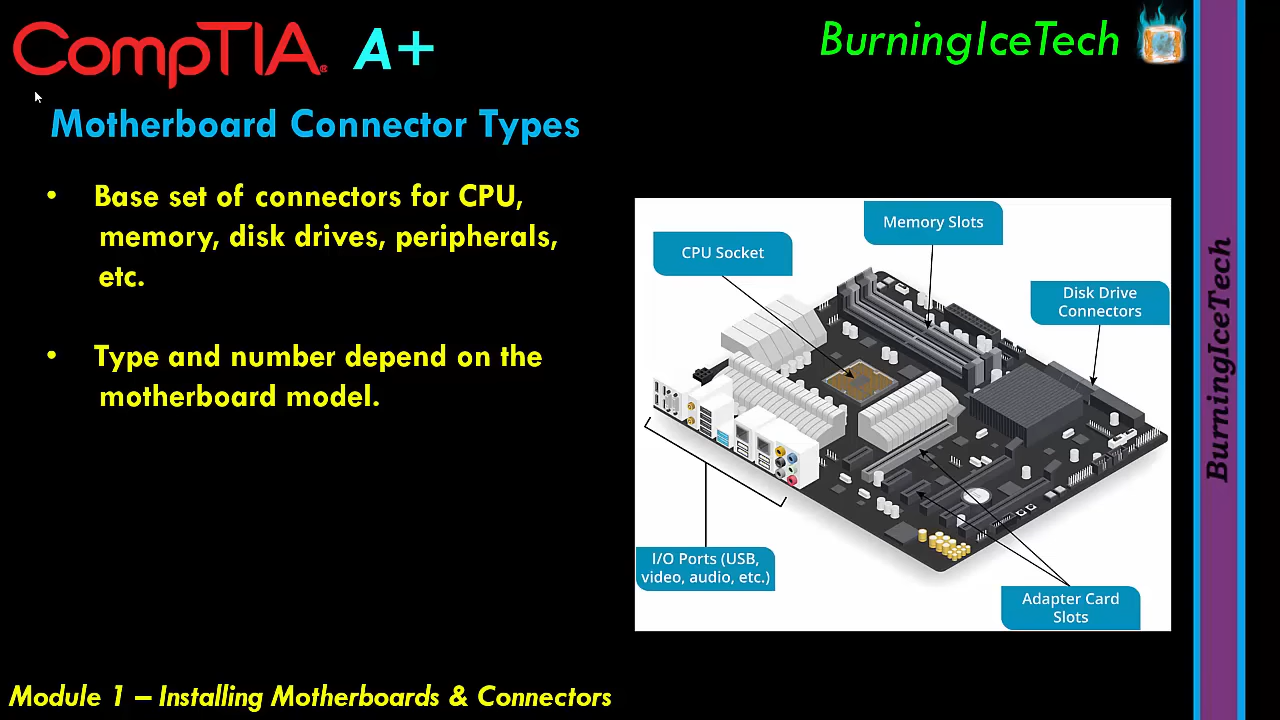 CompTIA® A+
BurningIceTech
Motherboard Connector Types
• Base set of connectors for CPU,
memory, disk drives, peripherals,
etc.
• Type and number depend on the
motherboard model.
Memory Slots
CPU Socket
Disk Drive
Connectors
I/O Ports (USB,
video, audio, etc.)
Adapter Card
Slots
BurningIceTech
Module 1 – Installing Motherboards & Connectors